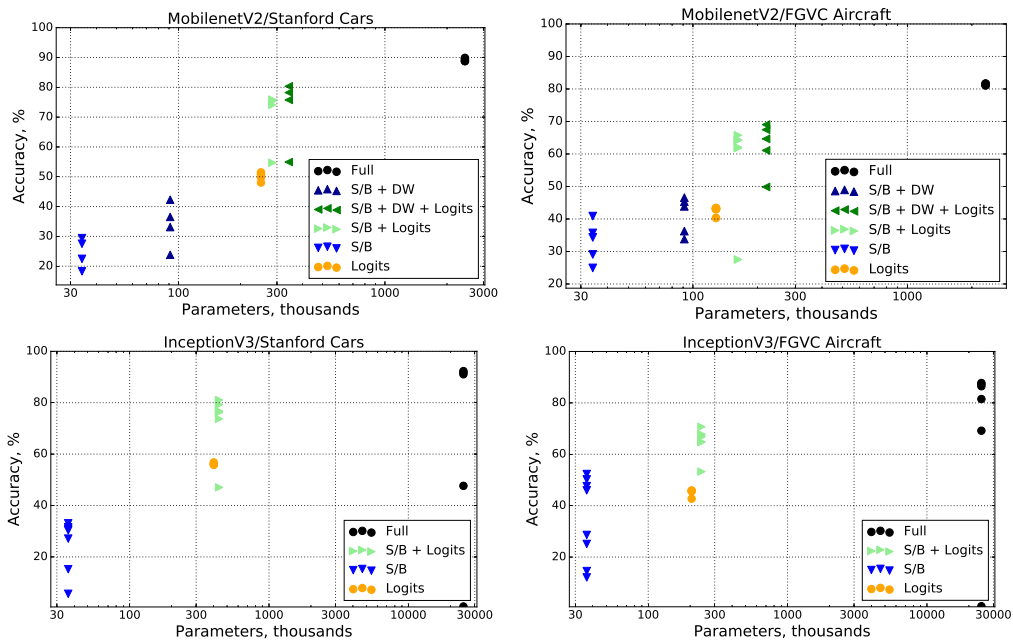 MobilenetV2/Stanford Cars
100
90
80
70
60
50
40
30
20
Accuracy, %
Full
S/B + DW
S/B + DW + Logits
S/B + Logits
S/B
Logits
30 100 300 1000 3000
Parameters, thousands
MobilenetV2/FGVC Aircraft
100
90
80
70
60
50
40
30
20
Accuracy, %
Full
S/B + DW
S/B + DW + Logits
S/B + Logits
S/B
Logits
30 100 300 1000
Parameters, thousands
InceptionV3/Stanford Cars
100
80
60
40
20
Accuracy, %
Full
S/B + Logits
S/B
Logits
30 100 300 1000 3000 10000 30000
Parameters, thousands
InceptionV3/FGVC Aircraft
100
80
60
40
20
Accuracy, %
Full
S/B + Logits
S/B
Logits
30 100 300 1000 3000 10000 30000
Parameters, thousands